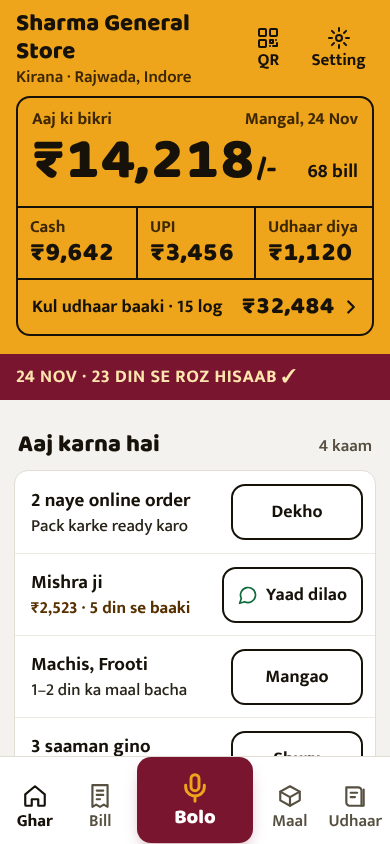 Sharma General
Store
Kirana · Rajwada, Indore
QR
Setting
Aaj ki bikri
Mangal, 24 Nov
₹14,218/-
68 bill
Cash
UPI
Udhaar diya
₹9,642
₹3,456
₹1,120
Kul udhaar baaki · 15 log
₹32,484
24 NOV · 23 DIN SE ROZ HISAAB ✓
Aaj karna hai
4 kaam
2 naye online order
Pack karke ready karo
Dekho
Mishra ji
₹2,523 · 5 din se baaki
Yaad dilao
Machis, Frooti
1–2 din ka maal bacha
Mangao
3 saaman gino
Ghar
Bill
Bolo
Maal
Udhaar